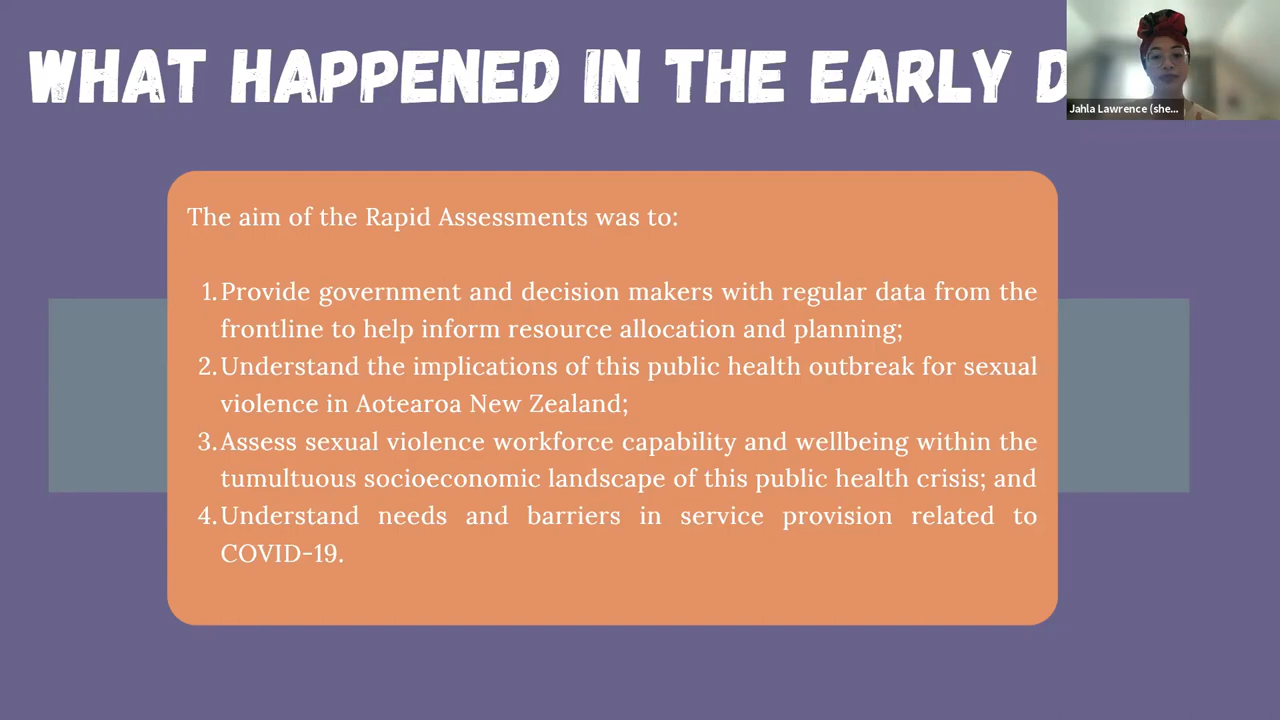 WHAT HAPPENED IN THE EARLY D
Jahla Lawrence (she...
The aim of the Rapid Assessments was to:
1. Provide government and decision makers with regular data from the
frontline to help inform resource allocation and planning;
2. Understand the implications of this public health outbreak for sexual
violence in Aotearoa New Zealand;
3. Assess sexual violence workforce capability and wellbeing within the
tumultuous socioeconomic landscape of this public health crisis; and
4. Understand needs and barriers in service provision related to
COVID-19.